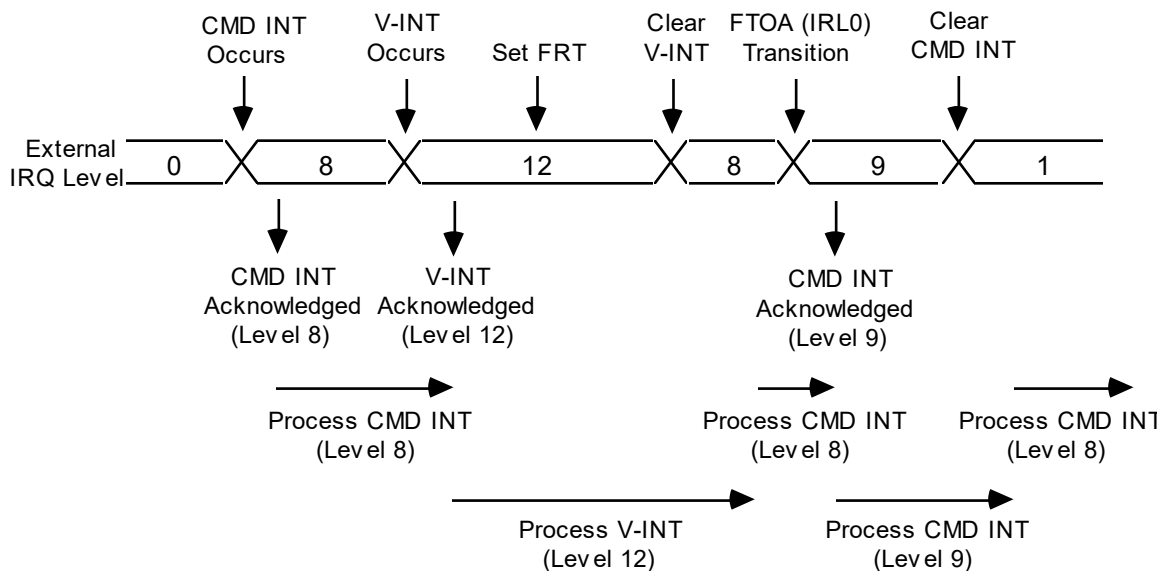 CMD INT
Occurs
V-INT
Occurs
Set FRT
Clear
V-INT
FTOA (IRL0)
Transition
Clear
CMD INT
External
IRQ Level
0
8
12
8
9
1
CMD INT
Acknowledged
(Level 8)
V-INT
Acknowledged
(Level 12)
CMD INT
Acknowledged
(Level 9)
Process CMD INT
(Level 8)
Process CMD INT
(Level 8)
Process CMD INT
(Level 8)
Process V-INT
(Level 12)
Process CMD INT
(Level 9)